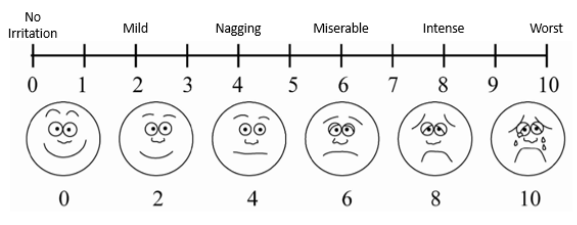 No
Irritation Mild Nagging Miserable Intense Worst
0 1 2 3 4 5 6 7 8 9 10
0 2 4 6 8 10